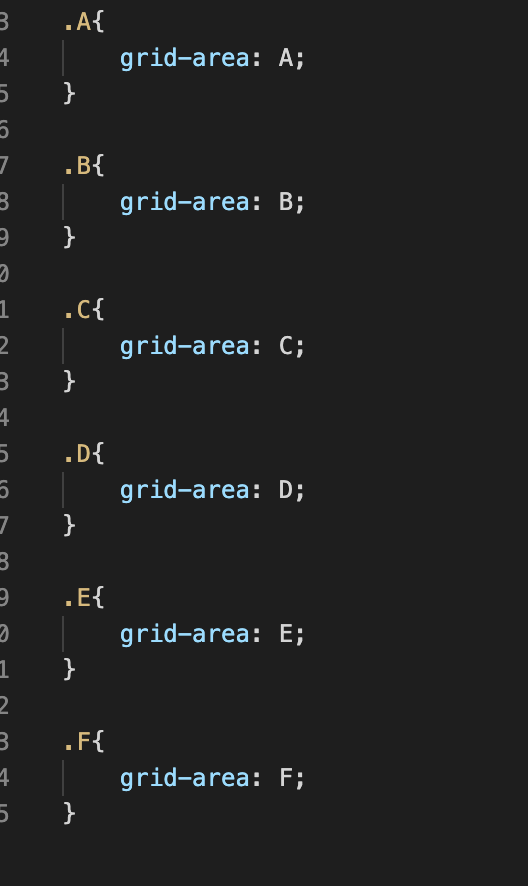 3 .A{
4 grid-area: A;
5 }
6
7 .B{
8 grid-area: B;
9 }
0
1 .C{
2 grid-area: C;
3 }
4
5 .D{
6 grid-area: D;
7 }
8
9 .E{
0 grid-area: E;
1 }
2
3 .F{
4 grid-area: F;
5 }